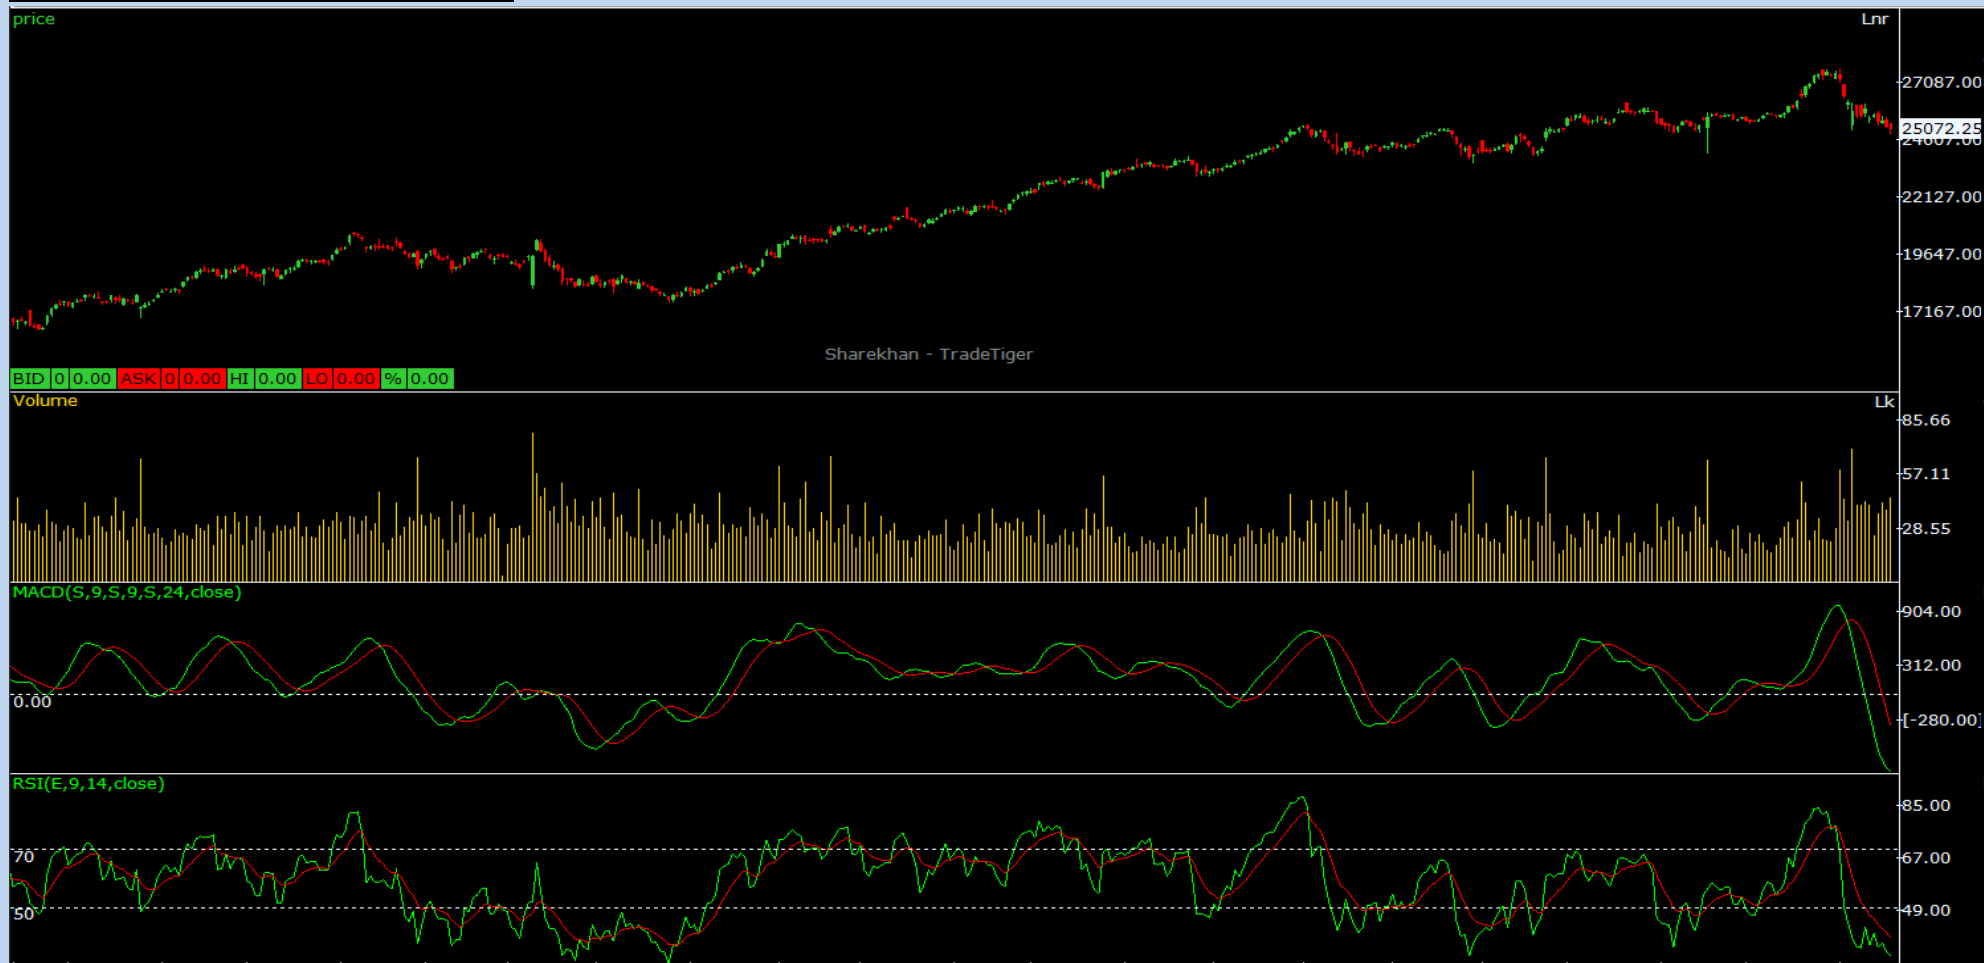 price
Lnr
27087.00
25072.25
24607.00
22127.00
19647.00
17167.00
Sharekhan - TradeTiger
BID 0 0.00 ASK 0 0.00 HI 0.00 LO 0.00 % 0.00
Volume
Lk
85.66
57.11
28.55
MACD(S,9,S,9,S,24,close)
904.00
312.00
0.00
[-280.00]
RSI(E,9,14,close)
85.00
70
67.00
50
49.00